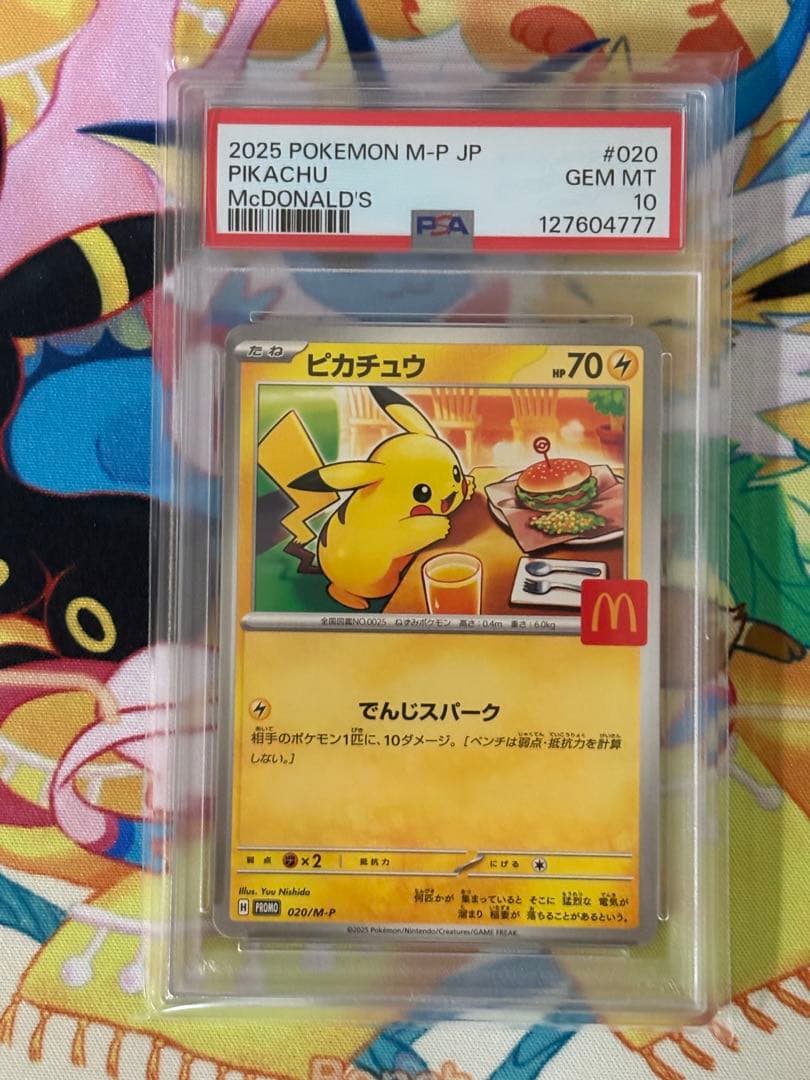 2025 POKEMON M-P JP #020
PIKACHU GEM MT
McDONALD'S 10
PSA 127604777
たね ピカチュウ HP70
全国図鑑NO.0025 ねずみポケモン 高さ:0.4m 重さ:6.0kg
M
でんじスパーク
相手のポケモン1匹に、10ダメージ。[ベンチは弱点・抵抗力を計算
しない。]
弱点 ×2 抵抗力 にげる
Illus. Yuu Nishida
何匹かが 集まっていると そこに 猛烈な 電気が
溜まり 稲妻が 落ちることがあるという。
H PROMO 020/M-P
©2025 Pokémon/Nintendo/Creatures/GAME FREAK.